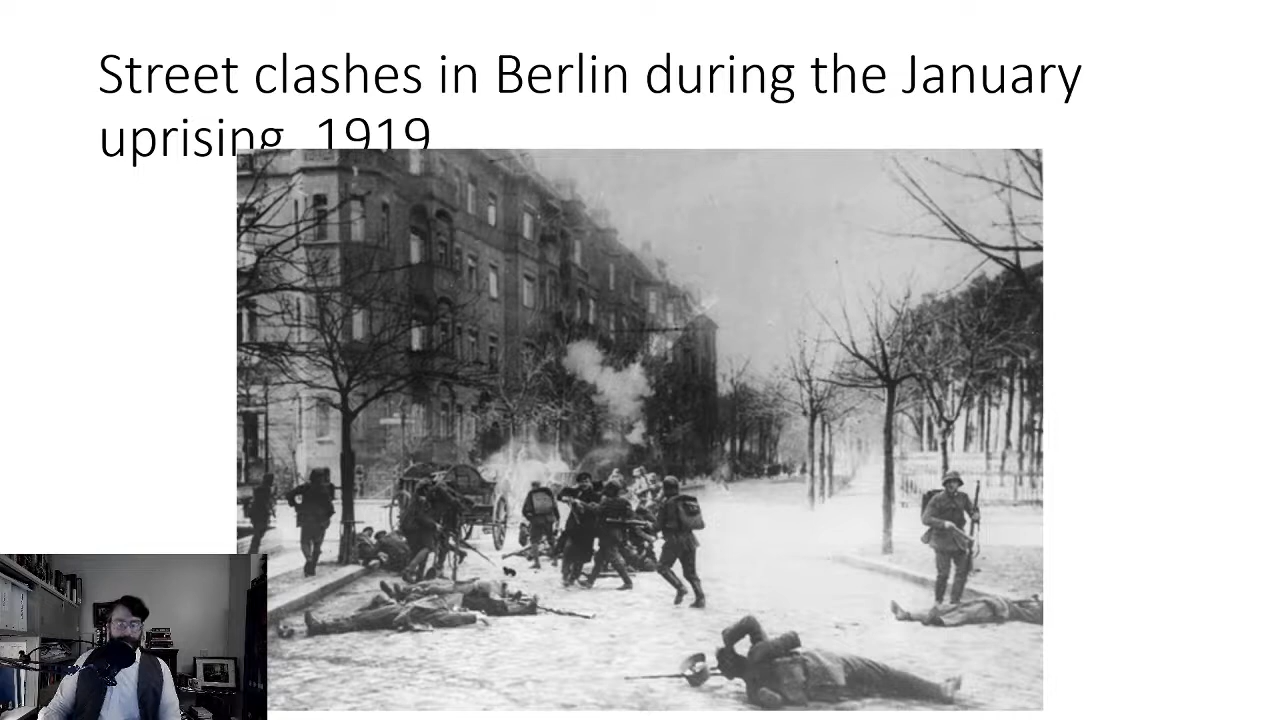 Street clashes in Berlin during the January
uprising, 1919